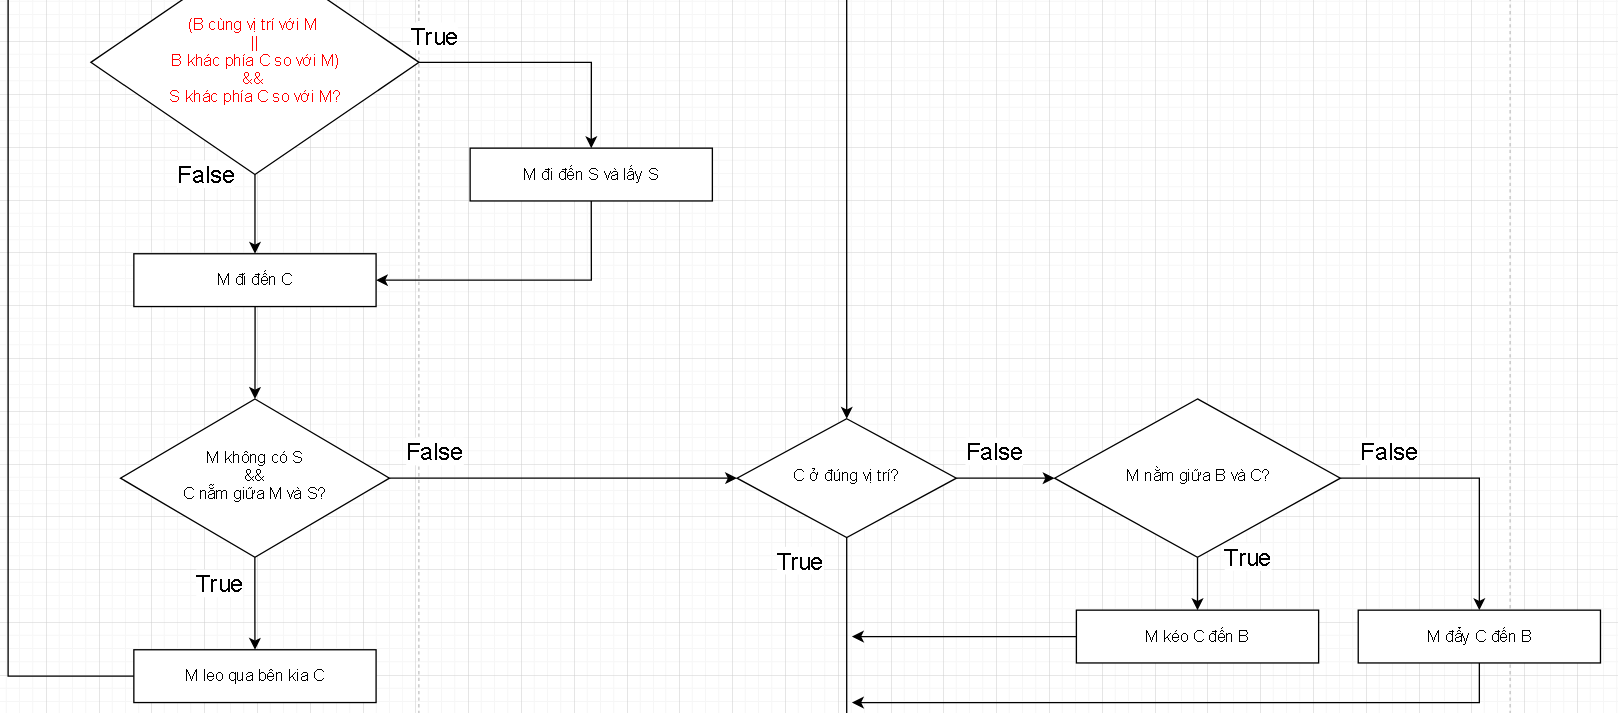 (B cùng vị trí với M
||
B khác phía C so với M)
&&
S khác phía C so với M?
True
False
M đi đến S và lấy S
M đi đến C
M không có S
&&
C nằm giữa M và S?
False
C ở đúng vị trí?
False
M nằm giữa B và C?
False
True
True
True
M kéo C đến B
M đẩy C đến B
M leo qua bên kia C